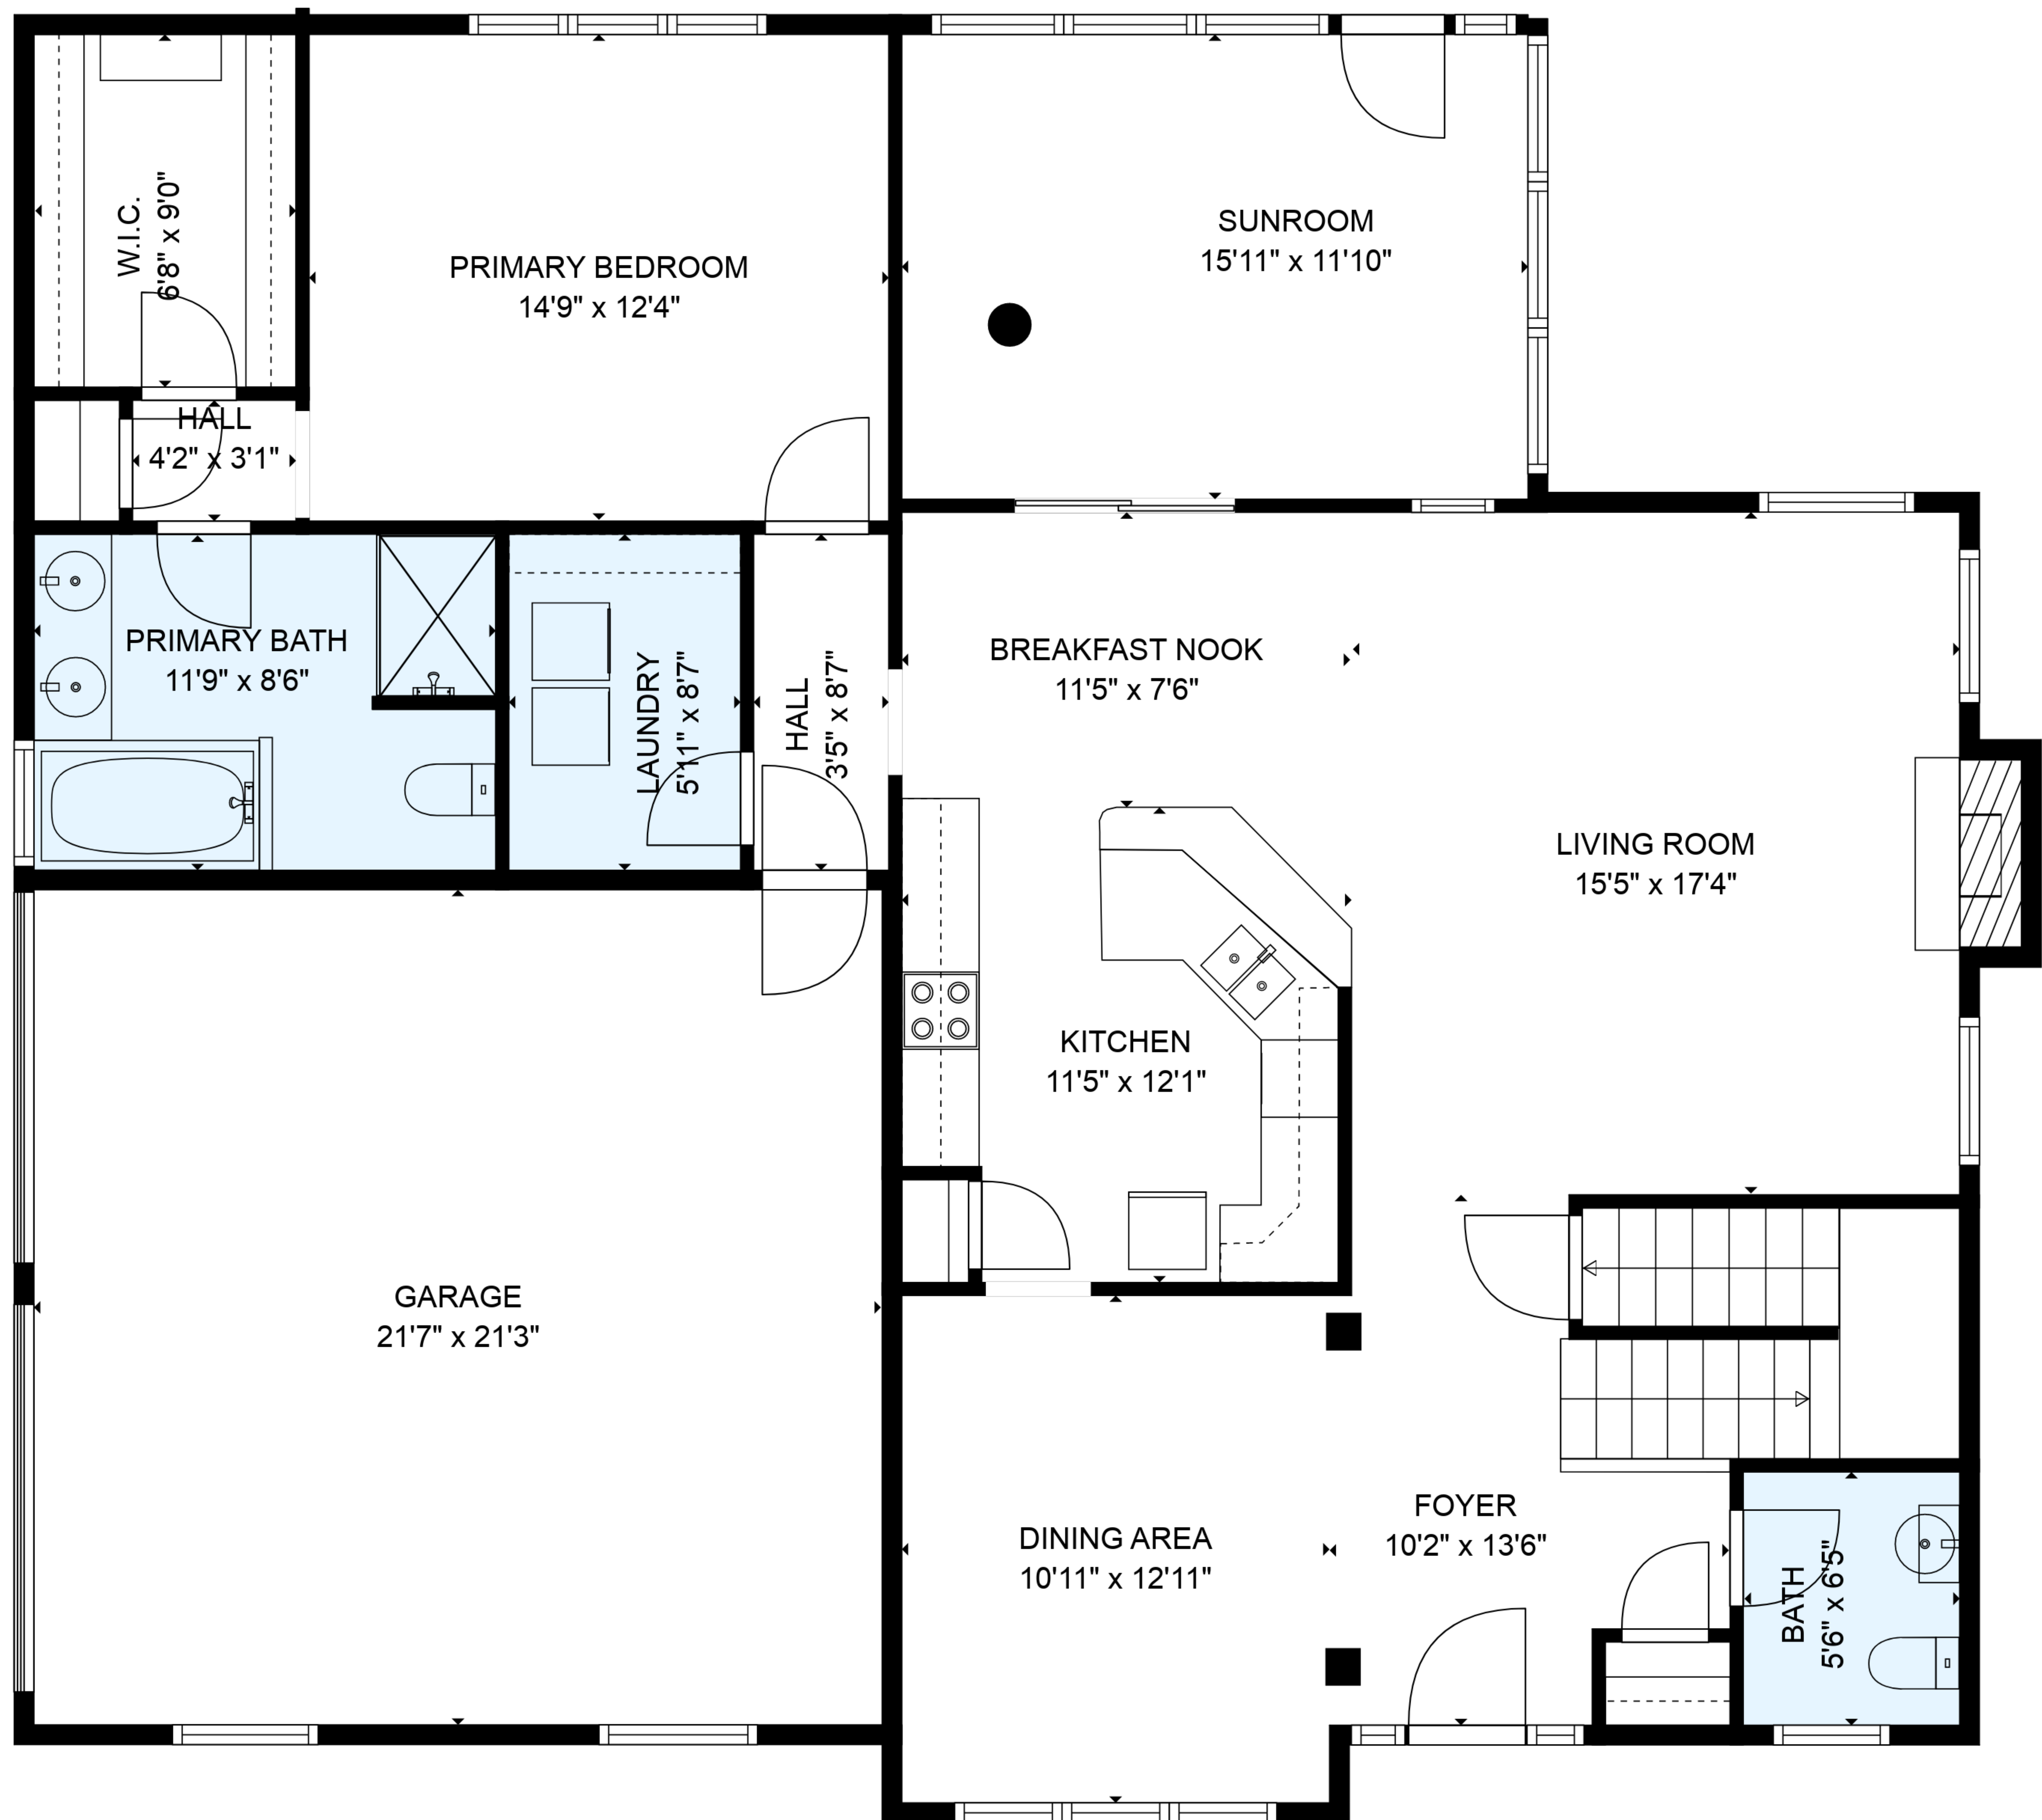 W.I.C.
6'8" x 9'0"
PRIMARY BEDROOM
14'9" x 12'4"
SUNROOM
15'11" x 11'10"
HALL
4'2" x 3'1"
PRIMARY BATH
11'9" x 8'6"
LAUNDRY
5'11" x 8'7"
HALL
3'5" x 8'7"
BREAKFAST NOOK
11'5" x 7'6"
LIVING ROOM
15'5" x 17'4"
KITCHEN
11'5" x 12'1"
GARAGE
21'7" x 21'3"
DINING AREA
10'11" x 12'11"
FOYER
10'2" x 13'6"
BATH
5'6" x 6'5"